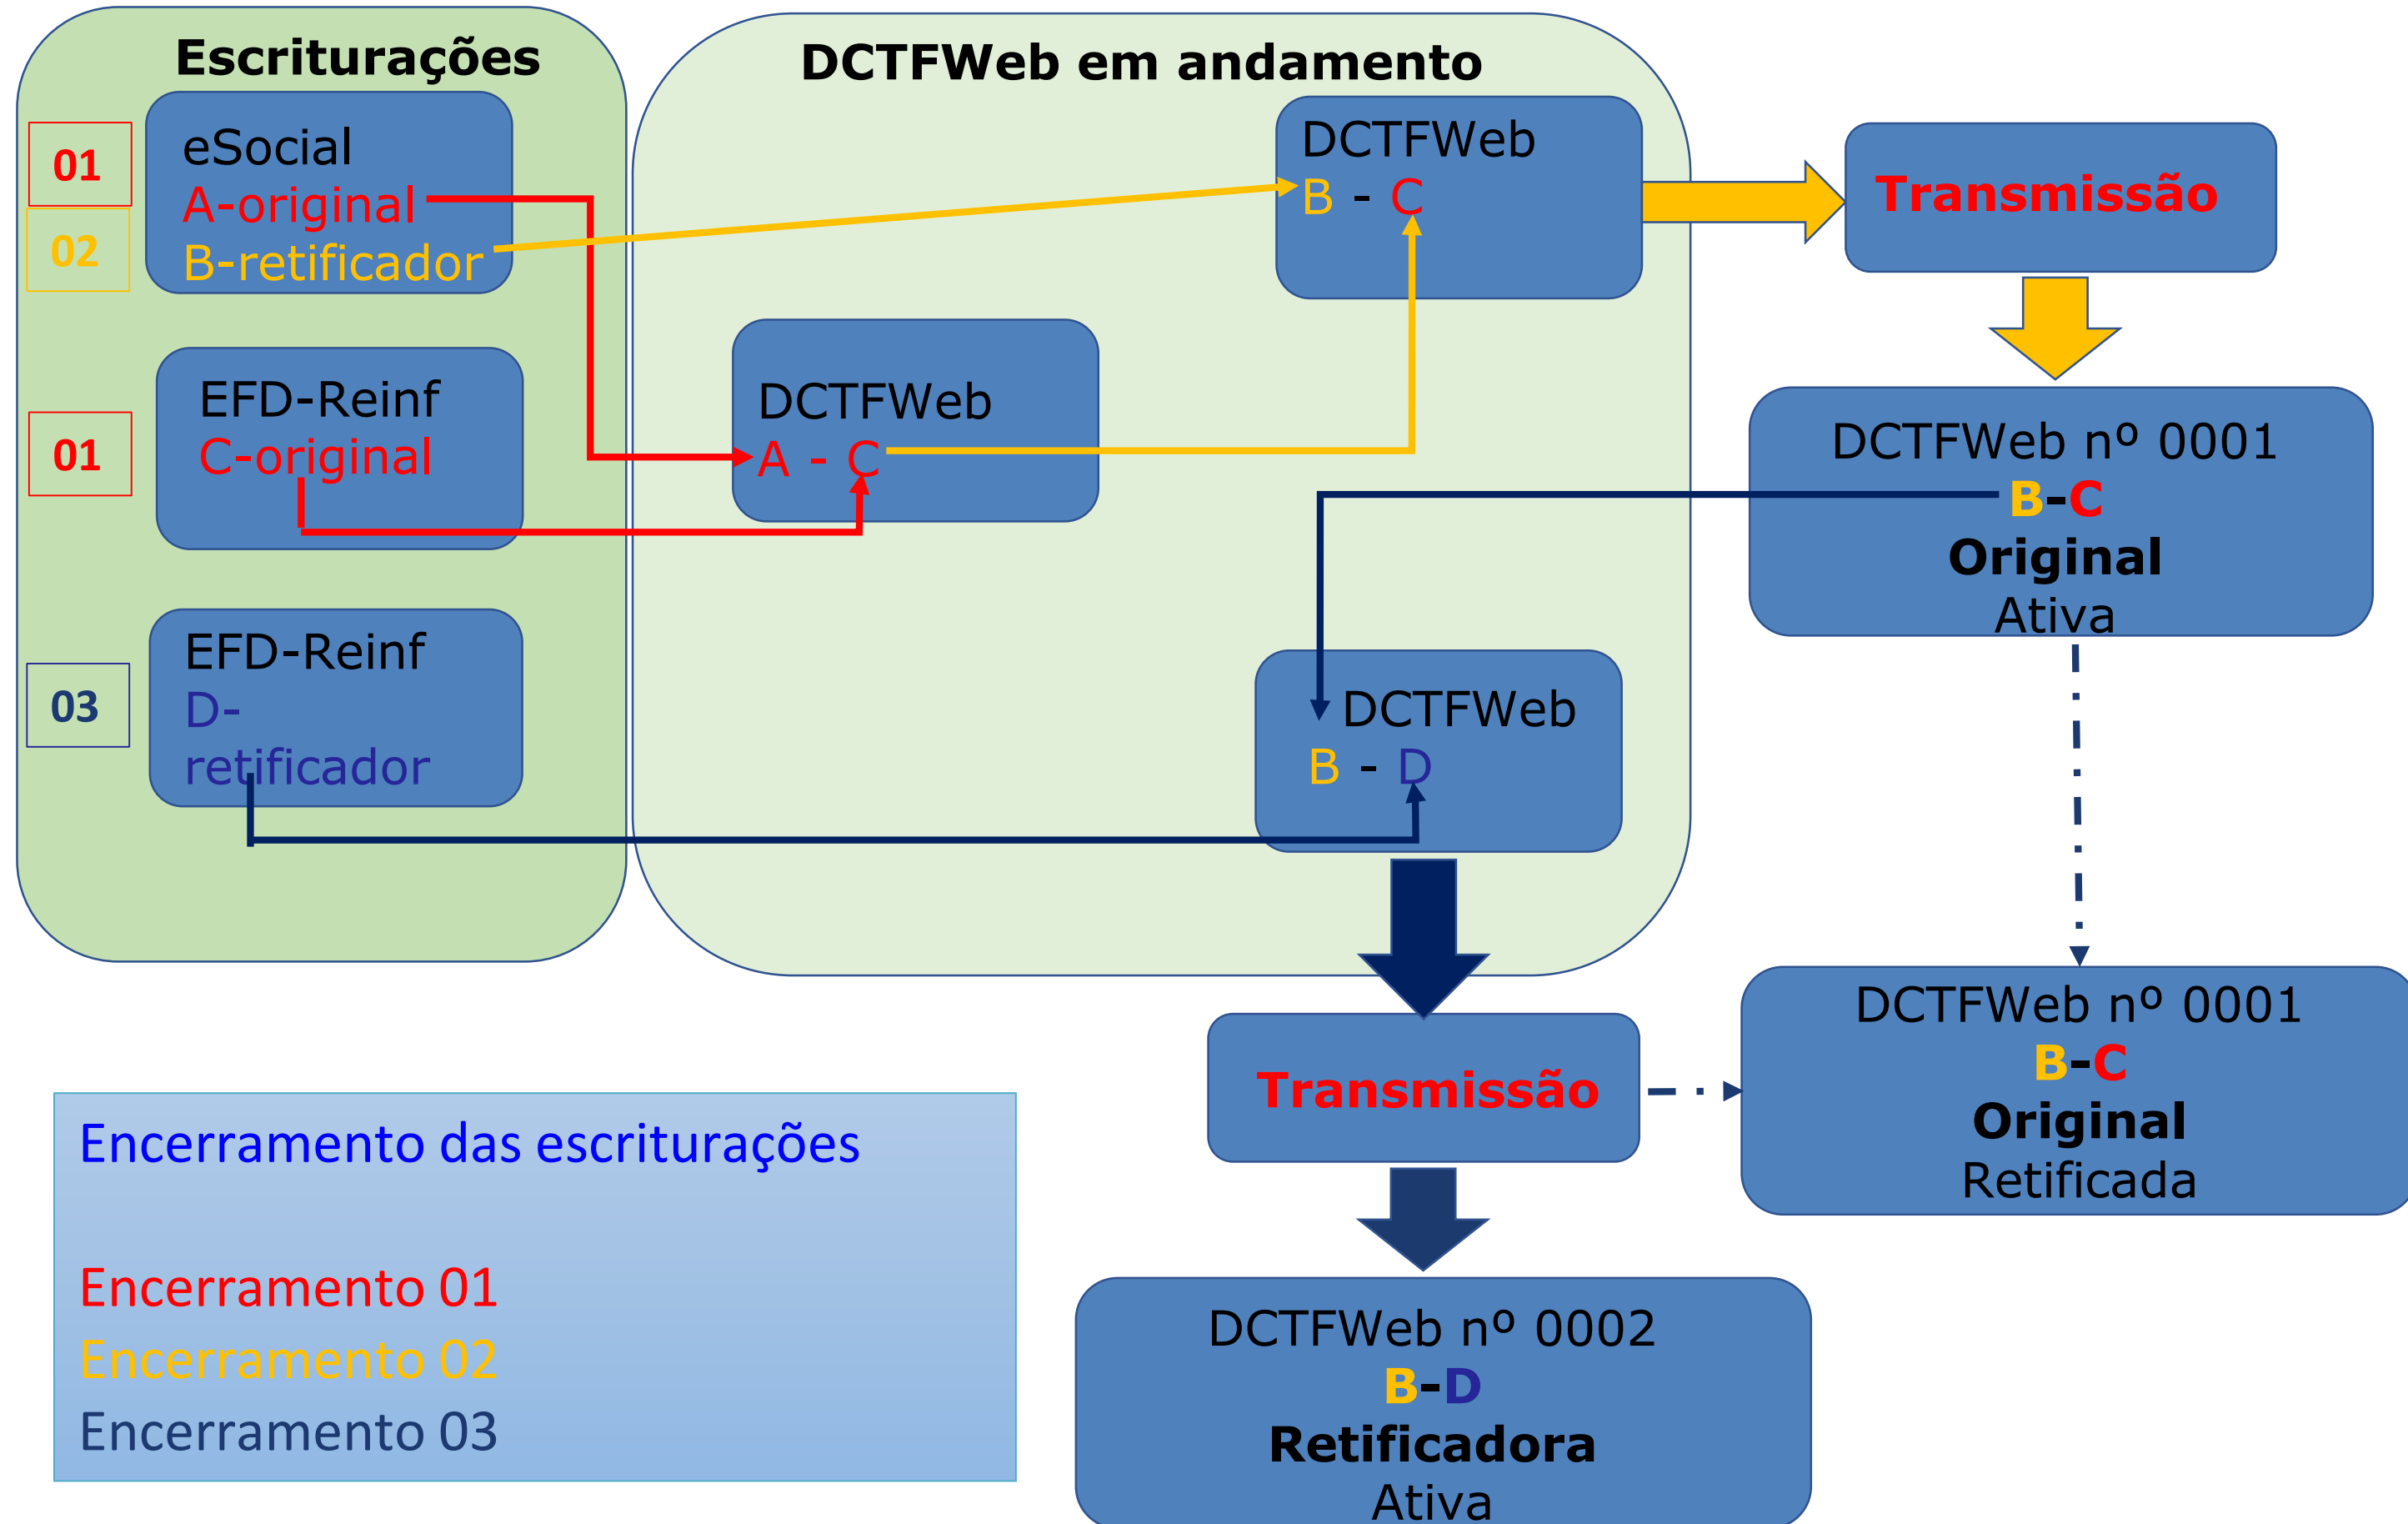 Escriturações
01
02
eSocial
A-original
B-retificador
01
EFD-Reinf
C-original
03
EFD-Reinf
D-
retificador
DCTFWeb em andamento
DCTFWeb
B - C
DCTFWeb
A - C
DCTFWeb
B - D
Transmissão
DCTFWeb nº 0001
B-C
Original
Ativa
Transmissão
DCTFWeb nº 0001
B-C
Original
Retificada
DCTFWeb nº 0002
B-D
Retificadora
Ativa
Encerramento das escriturações
Encerramento 01
Encerramento 02
Encerramento 03